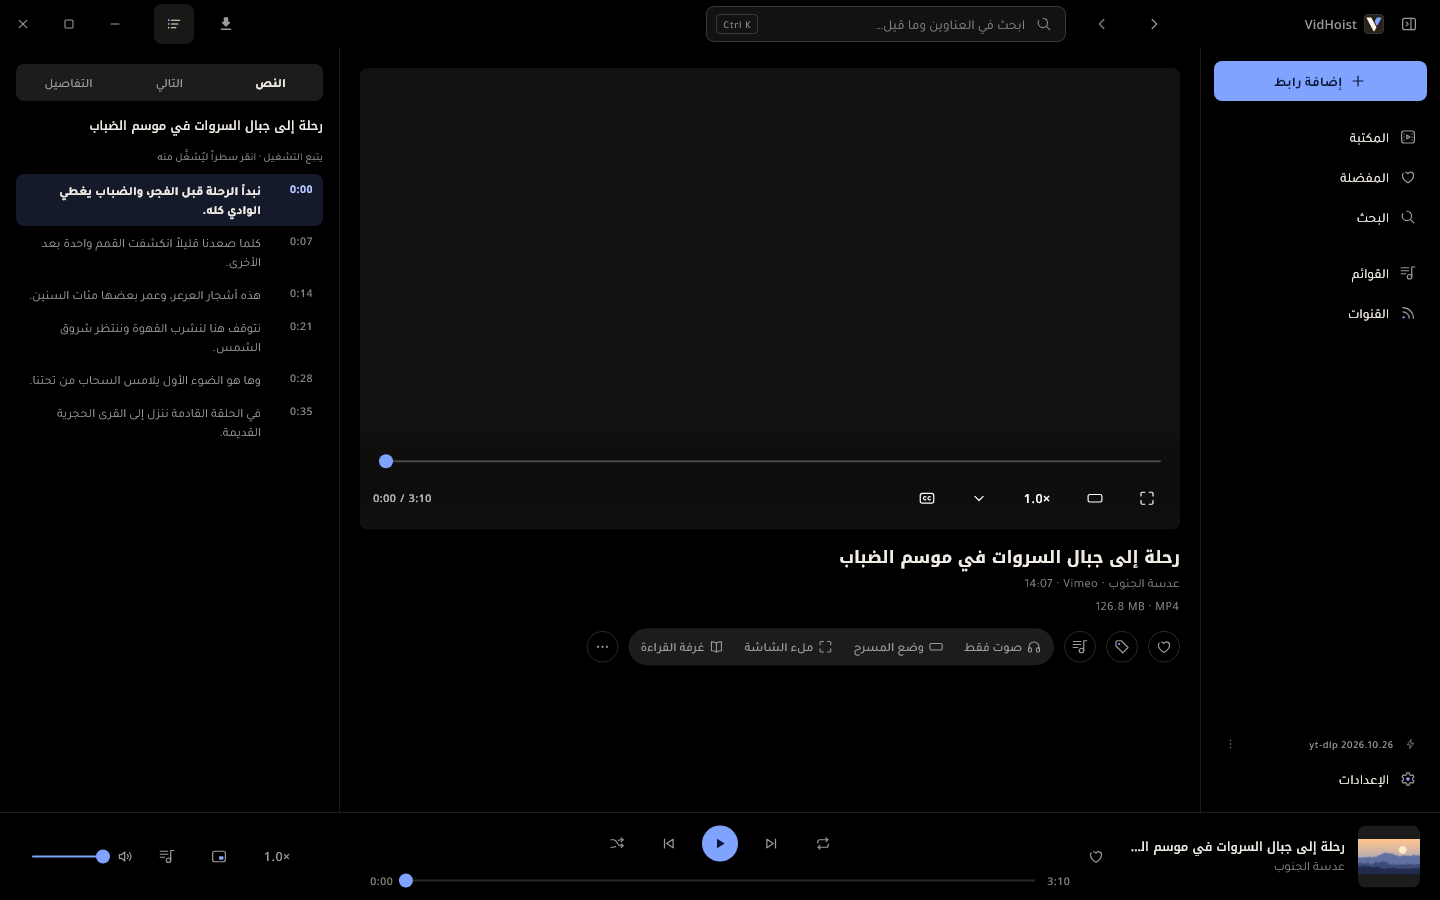 VidHoist
ابحث في العناوين وما قيل...
Ctrl K
إضافة رابط
المكتبة
المفضلة
البحث
القوائم
القنوات
yt-dlp 2026.10.26
الإعدادات
0:00 / 3:10
1.0×
رحلة إلى جبال السروات في موسم الضباب
عدسة الجنوب · Vimeo · 14:07
126.8 MB · MP4
صوت فقط
وضع المسرح
ملء الشاشة
غرفة القراءة
النص
التالي
التفاصيل
رحلة إلى جبال السروات في موسم الضباب
يتبع التشغيل · انقر سطراً ليُشغَّل منه
0:00
نبدأ الرحلة قبل الفجر، والضباب يغطي
الوادي كله.
0:07
كلما صعدنا قليلاً انكشفت القمم واحدة بعد
الأخرى.
0:14
هذه أشجار العرعر، وعمر بعضها مئات السنين.
0:21
نتوقف هنا لنشرب القهوة وننتظر شروق
الشمس.
0:28
وها هو الضوء الأول يلامس السحاب من تحتنا.
0:35
في الحلقة القادمة ننزل إلى القرى الحجرية
القديمة.
رحلة إلى جبال السروات في موسم الـ...
عدسة الجنوب
0:00
3:10
1.0×